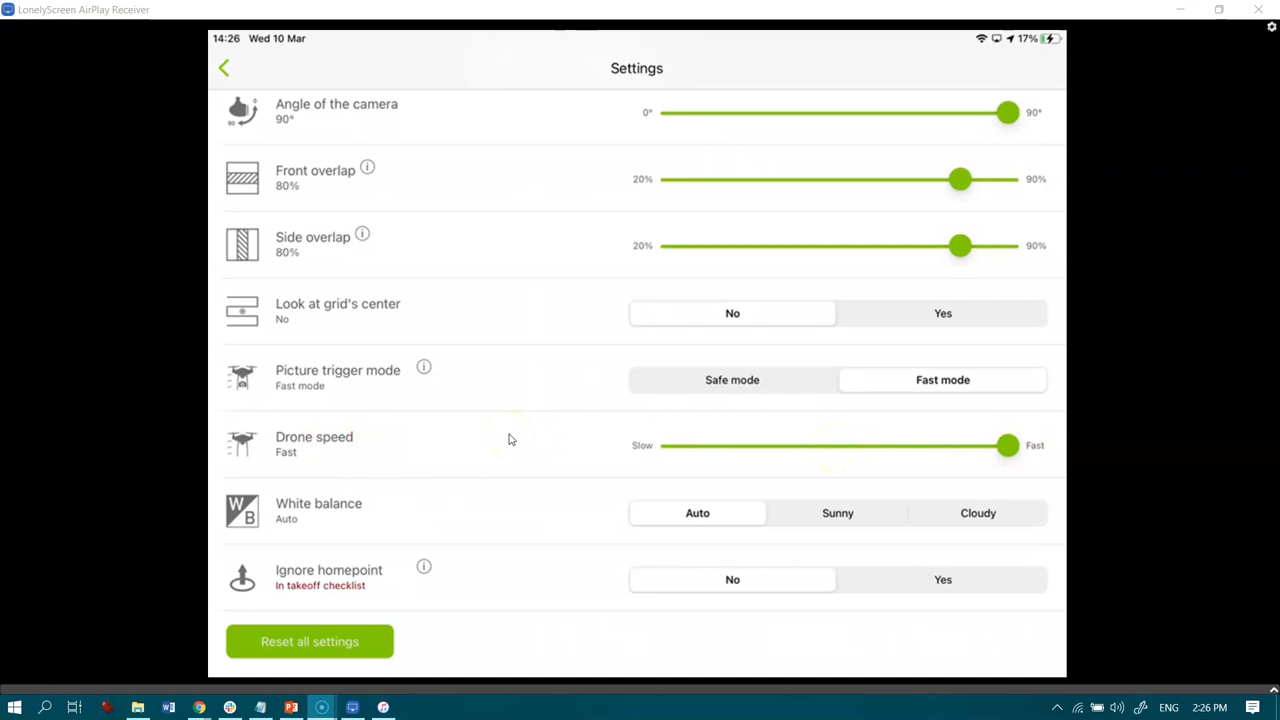 LonelyScreen AirPlay Receiver
14:26 Wed 10 Mar
17%
Settings
Angle of the camera
90°
0°
90°
90
0
Front overlap
80%
20%
90%
Side overlap
80%
20%
90%
Look at grid's center
No
No
Yes
Picture trigger mode
Fast mode
Safe mode
Fast mode
Drone speed
Fast
Slow
Fast
W
B
White balance
Auto
Auto
Sunny
Cloudy
Ignore homepoint
In takeoff checklist
No
Yes
Reset all settings
ENG
2:26 PM